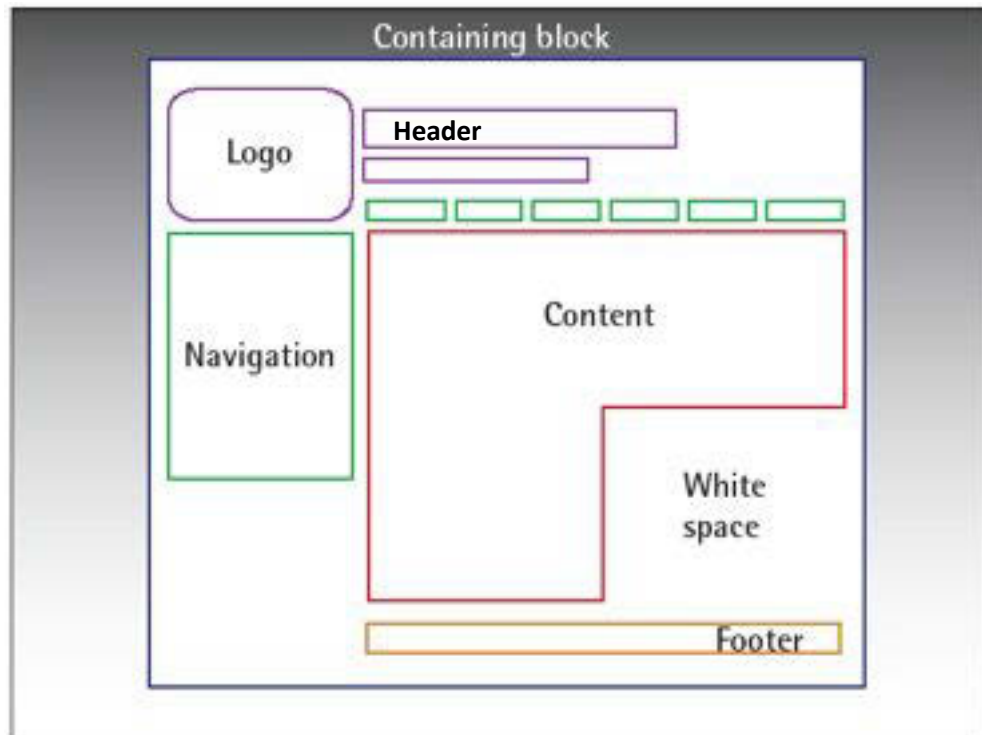 Containing block
Logo
Header
Navigation
Content
White
space
Footer